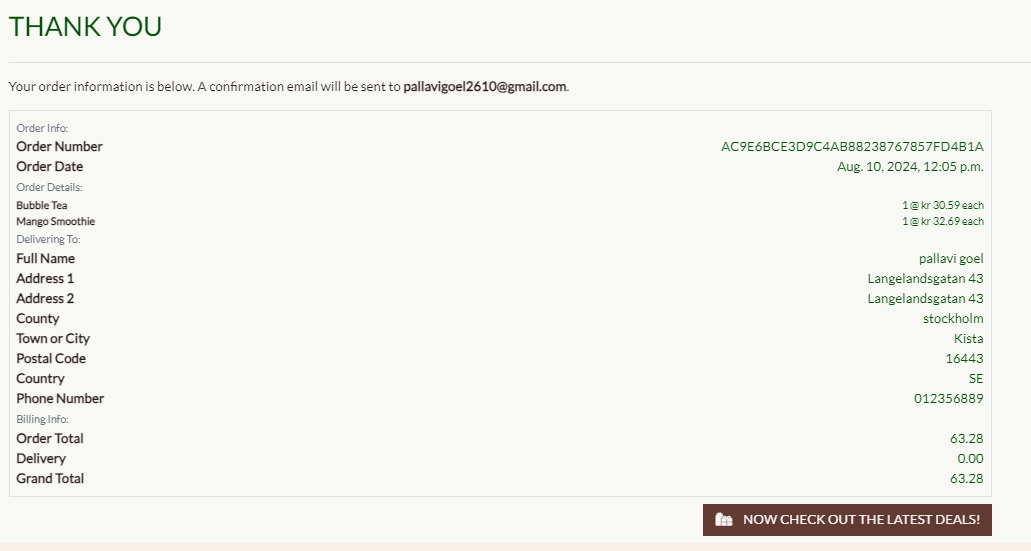 THANK YOU
Your order information is below. A confirmation email will be sent to pallavigoel2610@gmail.com.
Order Info:
Order Number AC9E6BCE3D9C4AB88238767857FD4B1A
Order Date Aug. 10, 2024, 12:05 p.m.
Order Details:
Bubble Tea 1 @ kr 30.59 each
Mango Smoothie 1 @ kr 32.69 each
Delivering To:
Full Name pallavi goel
Address 1 Langelandsgatan 43
Address 2 Langelandsgatan 43
County stockholm
Town or City Kista
Postal Code 16443
Country SE
Phone Number 012356889
Billing Info:
Order Total 63.28
Delivery 0.00
Grand Total 63.28
NOW CHECK OUT THE LATEST DEALS!